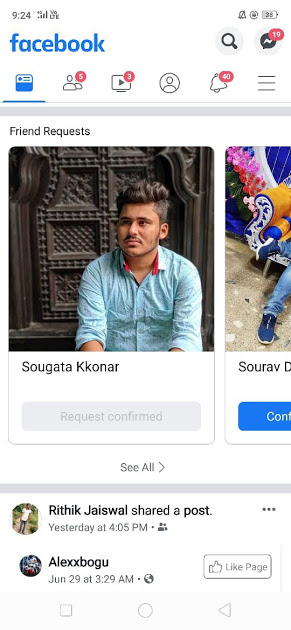 9:24
38
facebook
19
5
3
40
Friend Requests
Sougata Kkonar
Sourav D
Request confirmed
Conf
See All
Rithik Jaiswal shared a post.
Yesterday at 4:05 PM
Alexxbogu
Jun 29 at 3:29 AM
Like Page